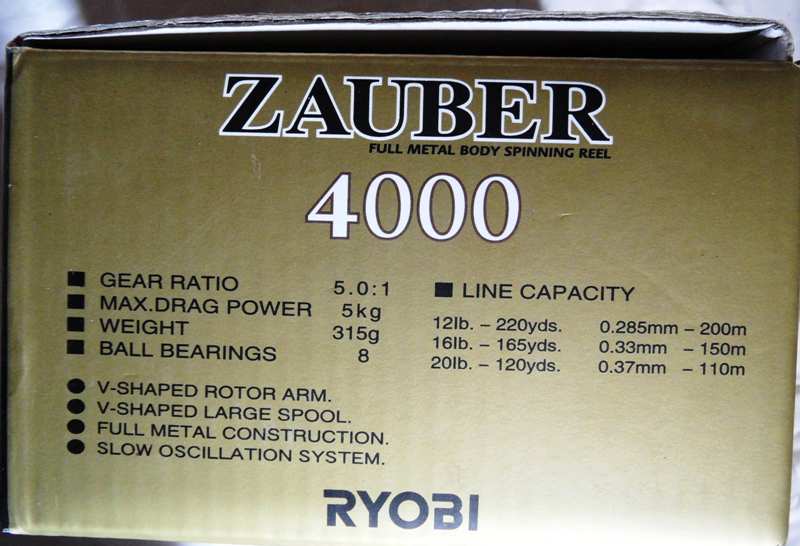 ZAUBER
FULL METAL BODY SPINNING REEL
4000
■ GEAR RATIO 5.0:1
■ MAX.DRAG POWER 5kg
■ WEIGHT 315g
■ BALL BEARINGS 8
■ LINE CAPACITY
12lb. – 220yds. 0.285mm – 200m
16lb. – 165yds. 0.33mm – 150m
20lb. – 120yds. 0.37mm – 110m
● V-SHAPED ROTOR ARM.
● V-SHAPED LARGE SPOOL.
● FULL METAL CONSTRUCTION.
● SLOW OSCILLATION SYSTEM.
RYOBI